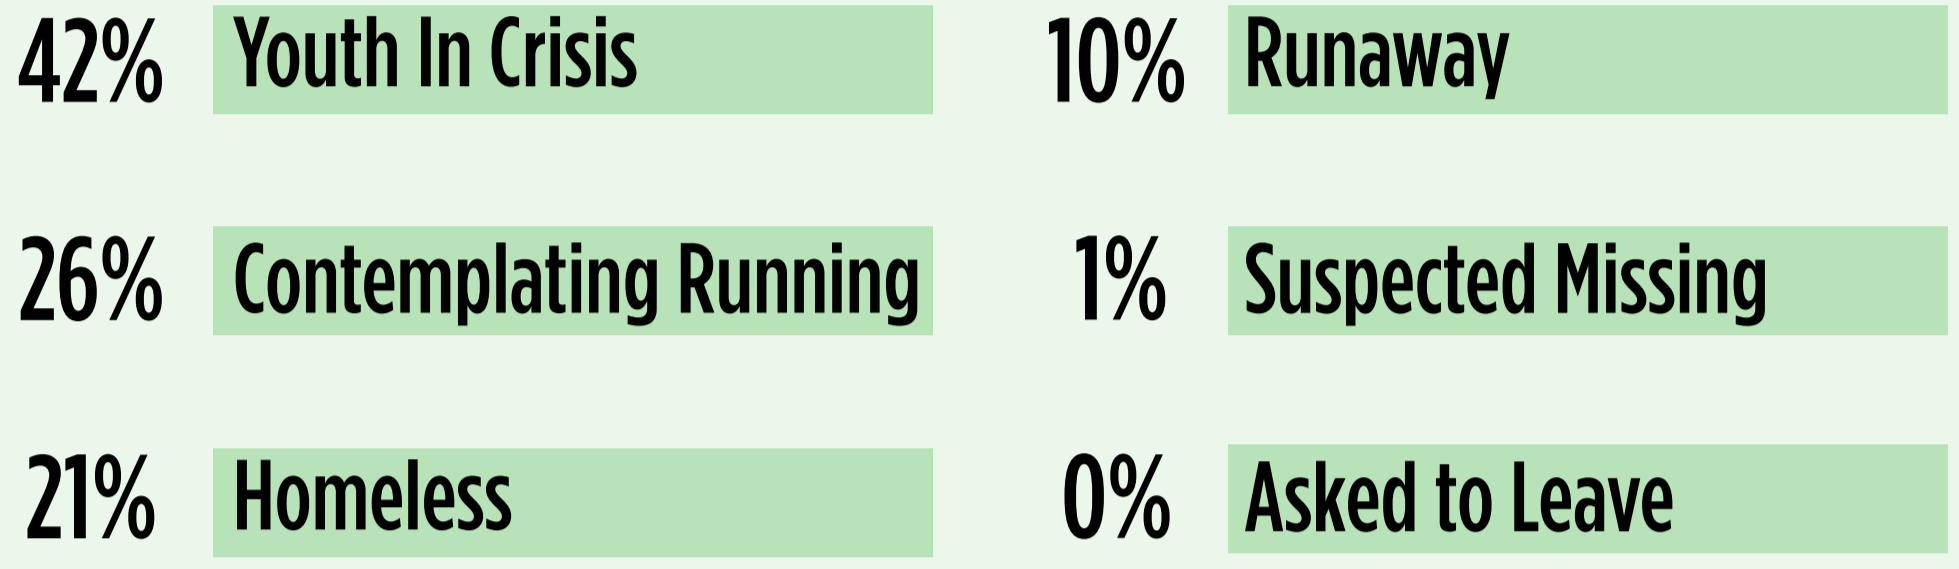 42% Youth In Crisis
26% Contemplating Running
21% Homeless
10% Runaway
1% Suspected Missing
0% Asked to Leave